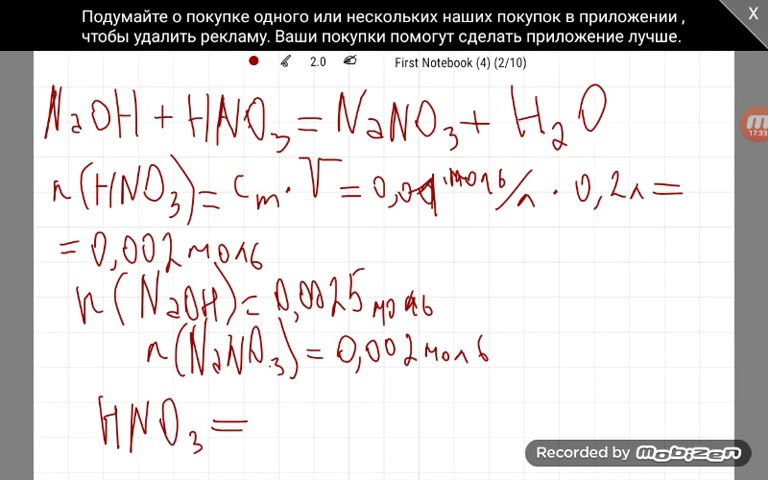 Подумайте о покупке одного или нескольких наших покупок в приложении ,
чтобы удалить рекламу. Ваши покупки помогут сделать приложение лучше.
X
2.0 First Notebook (4) (2/10)
NaOH + HNO₃ = NaNO₃ + H₂O
17:33
n(HNO₃) = Cm · V = 0,01 моль/л · 0,2л =
= 0,002 моль
n(NaOH) = 0,0025 моль
n(NaNO₃) = 0,002 моль
HNO₃ =
Recorded by mobizen